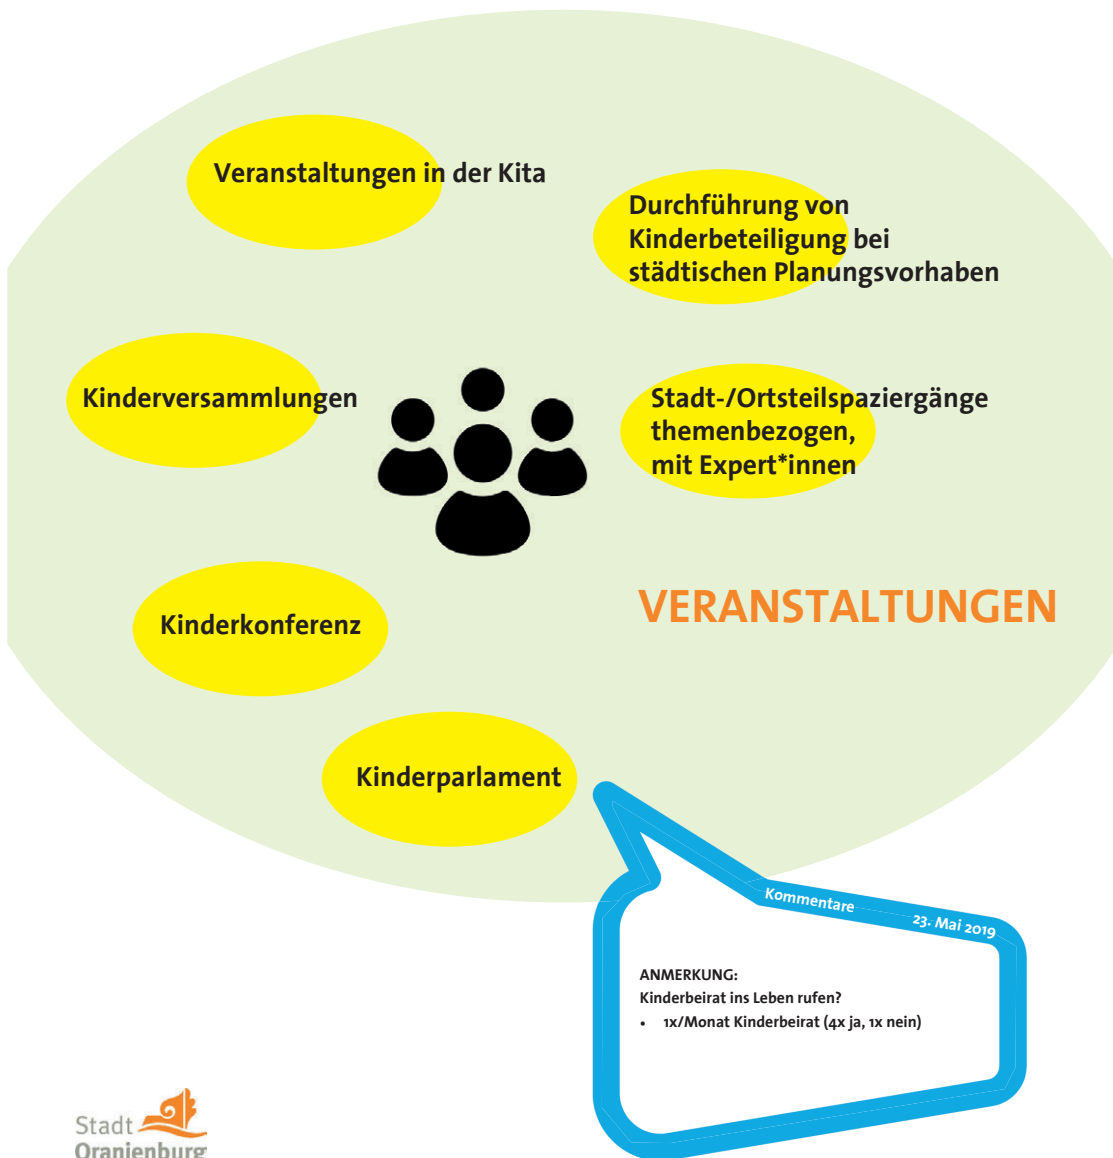 Veranstaltungen in der Kita
Durchführung von
Kinderbeteiligung bei
städtischen Planungsvorhaben
Kinderversammlungen
Stadt-/Ortsteilspaziergänge
themenbezogen,
mit Expert*innen
VERANSTALTUNGEN
Kinderkonferenz
Kinderparlament
Kommentare 23. Mai 2019
ANMERKUNG:
Kinderbeirat ins Leben rufen?
• 1x/Monat Kinderbeirat (4x ja, 1x nein)
Stadt
Oranienburg